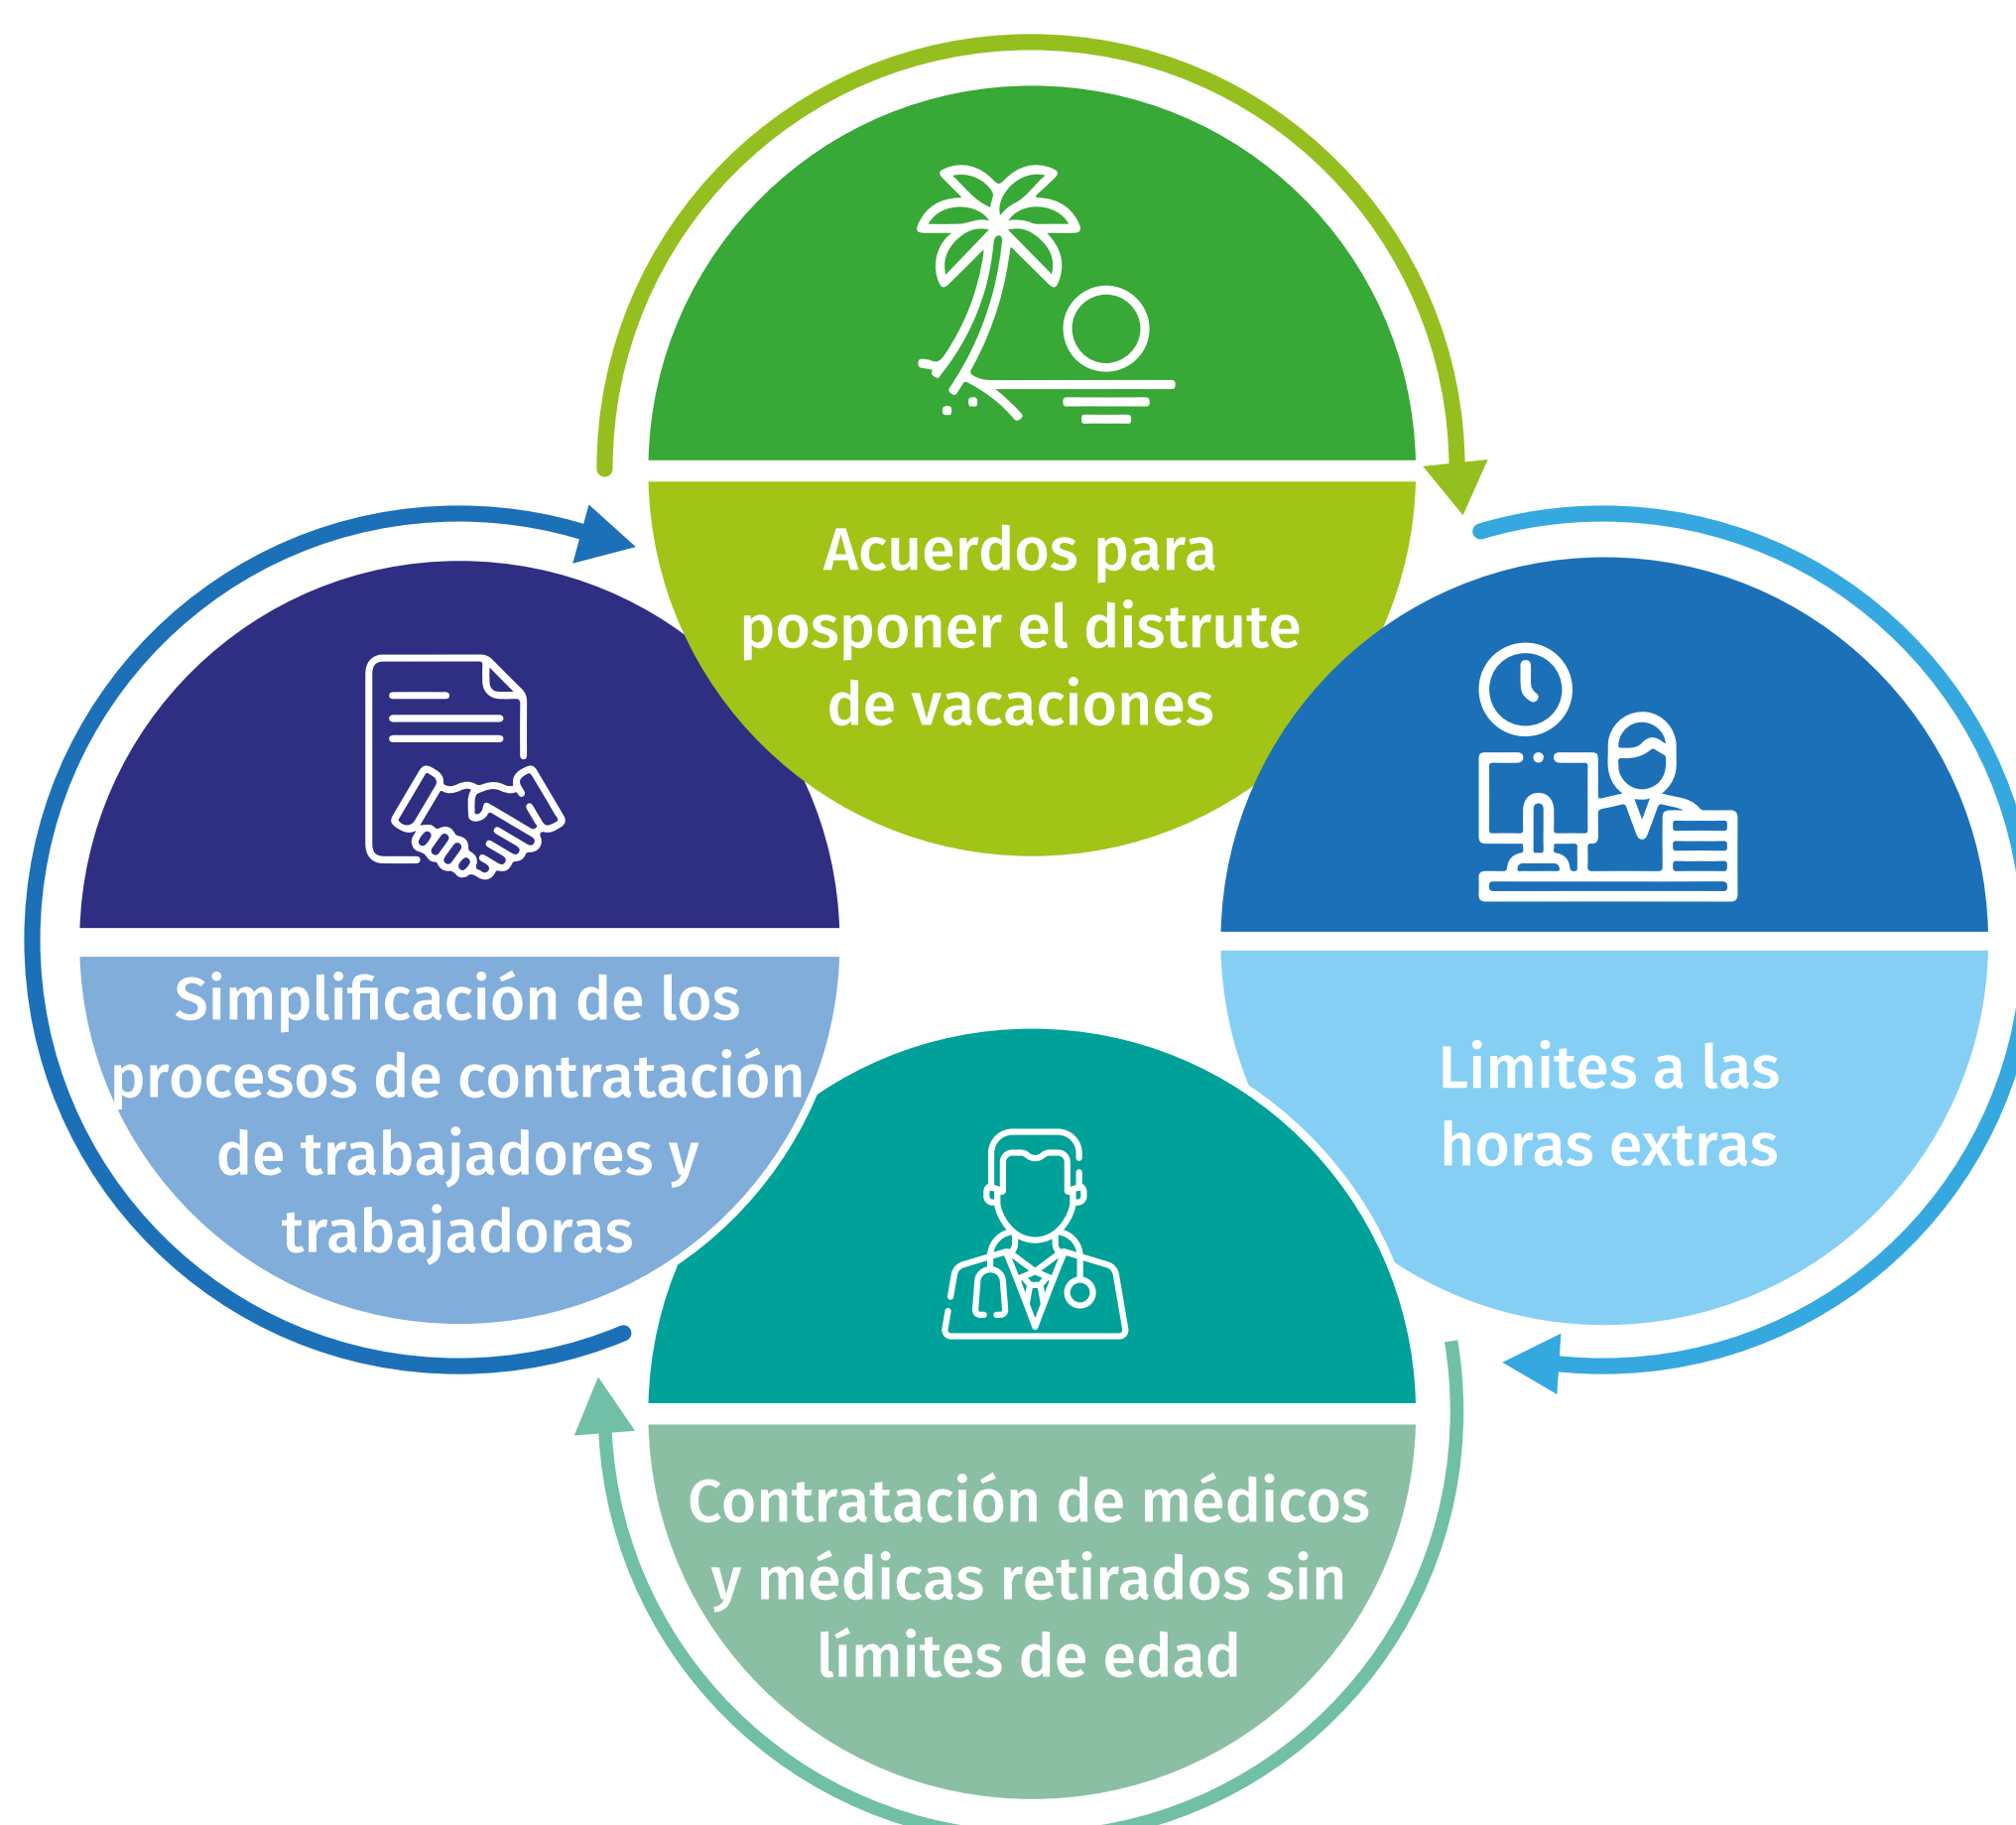 Acuerdos para
posponer el distrute
de vacaciones
Simplificación de los
procesos de contratación
de trabajadores y
trabajadoras
Limites a las
horas extras
Contratación de médicos
y médicas retirados sin
límites de edad